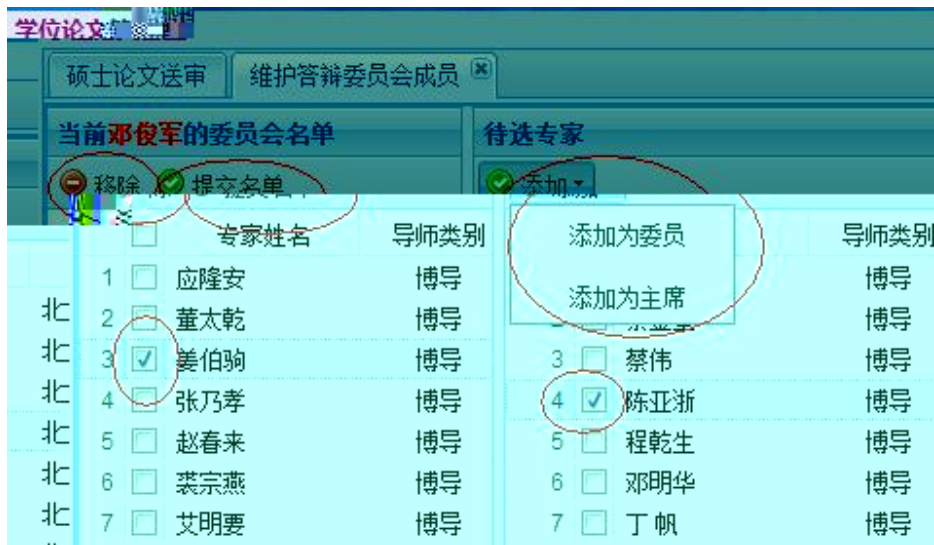 学位论文
硕士论文送审 维护答辩委员会成员
当前邓俊军的委员会名单 待选专家
移除 提交名单 添加
专家姓名 导师类别 添加为委员 导师类别
1 应隆安 博导 博导
添加为主席
北 2 董太乾 博导 博导
北 3 姜伯驹 博导 3 蔡伟 博导
北 4 张乃孝 博导 4 陈亚浙 博导
北 5 赵春来 博导 5 程乾生 博导
北 6 裘宗燕 博导 6 邓明华 博导
北 7 艾明要 博导 7 丁帆 博导